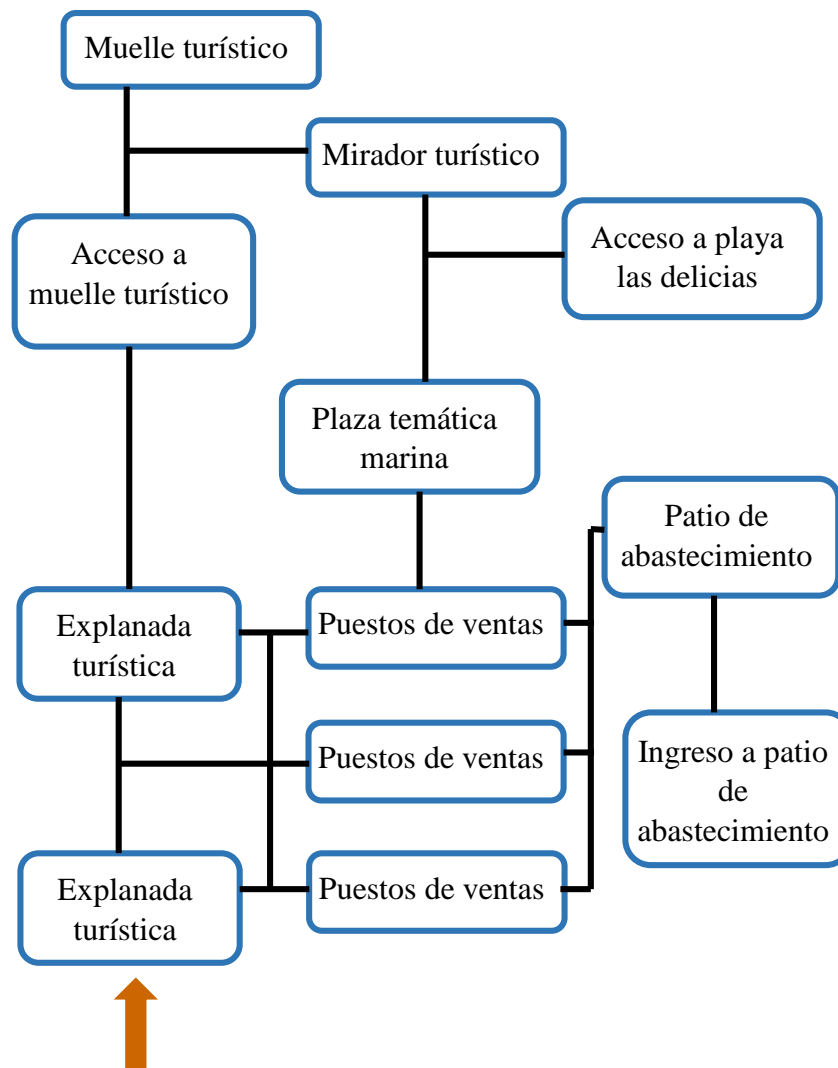 Muelle turístico
Mirador turístico
Acceso a
muelle turístico
Acceso a playa
las delicias
Plaza temática
marina
Patio de
abastecimiento
Explanada
turística
Puestos de ventas
Puestos de ventas
Ingreso a patio
de
abastecimiento
Explanada
turística
Puestos de ventas